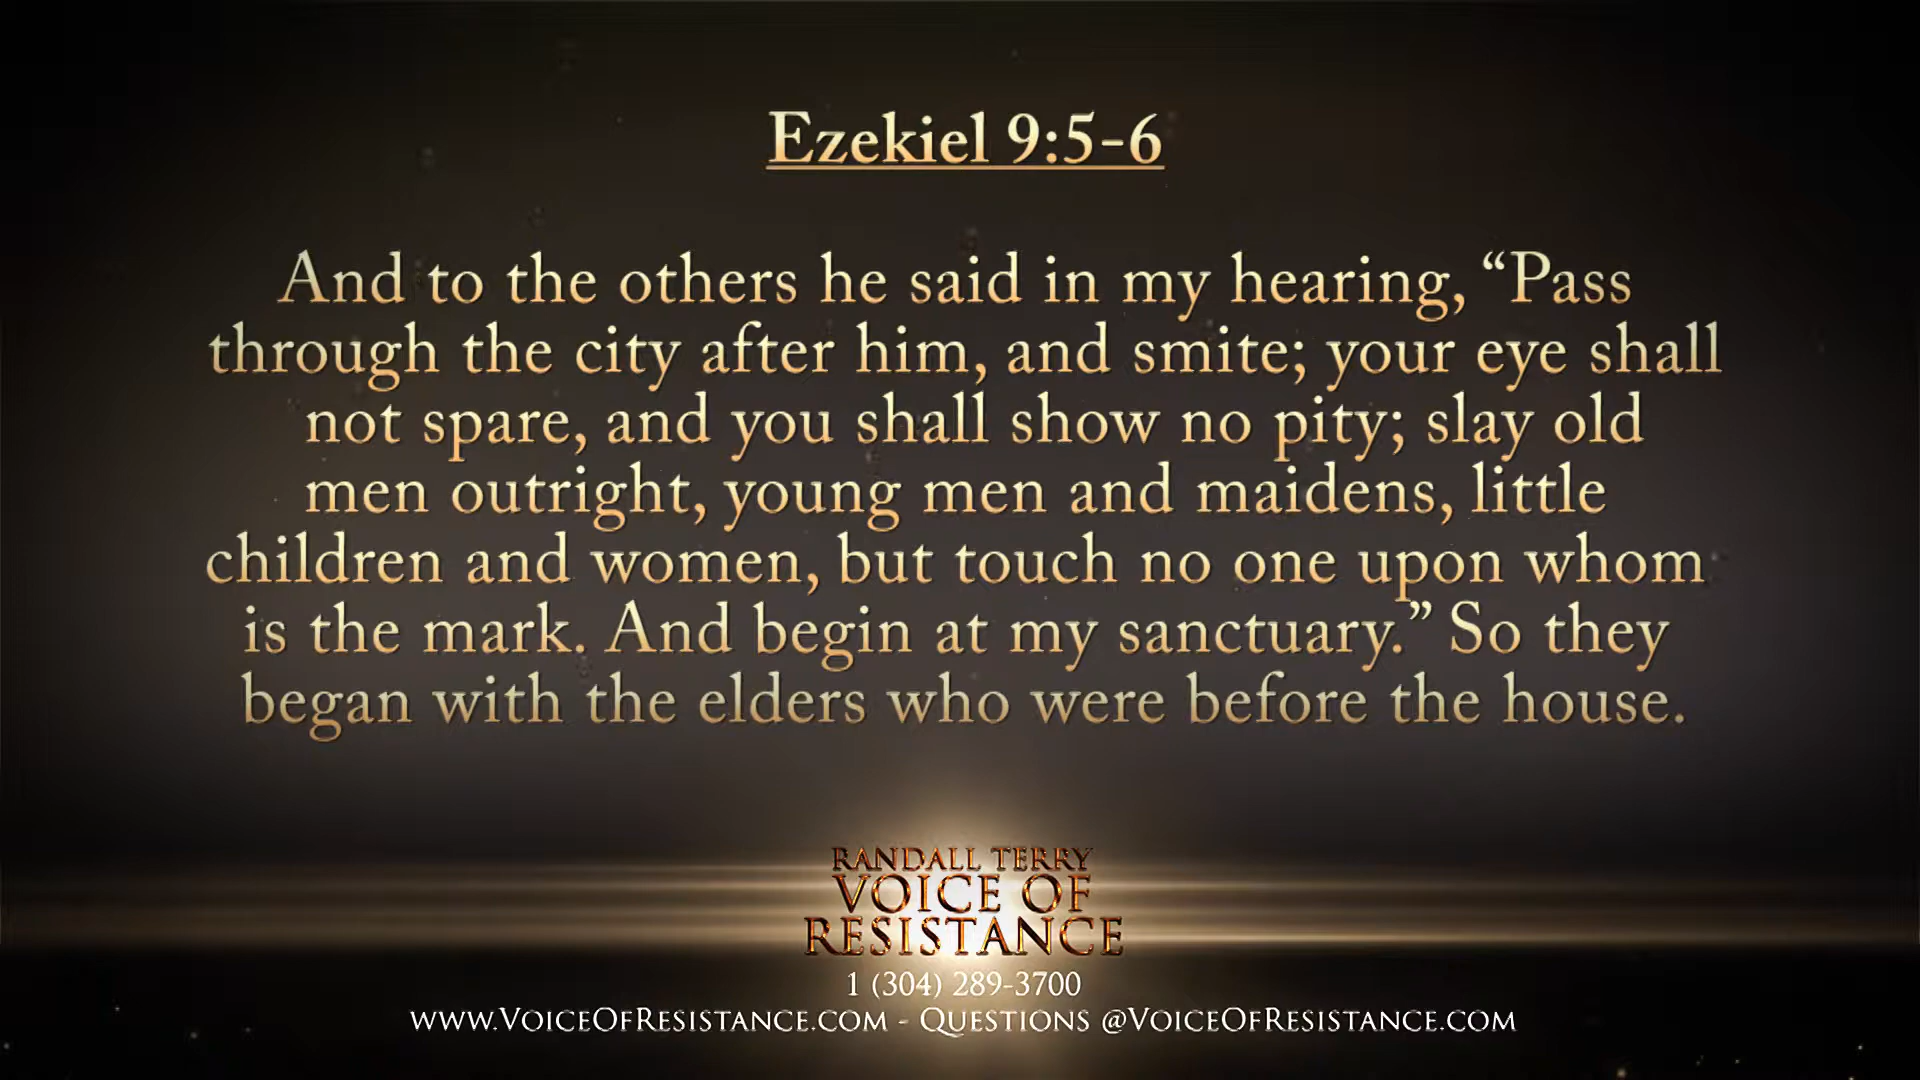 Ezekiel 9:5-6
And to the others he said in my hearing, “Pass
through the city after him, and smite; your eye shall
not spare, and you shall show no pity; slay old
men outright, young men and maidens, little
children and women, but touch no one upon whom
is the mark. And begin at my sanctuary.” So they
began with the elders who were before the house.
RANDALL TERRY
VOICE OF
RESISTANCE
1 (304) 289-3700
www.VoiceOfResistance.com - Questions @VoiceOfResistance.com